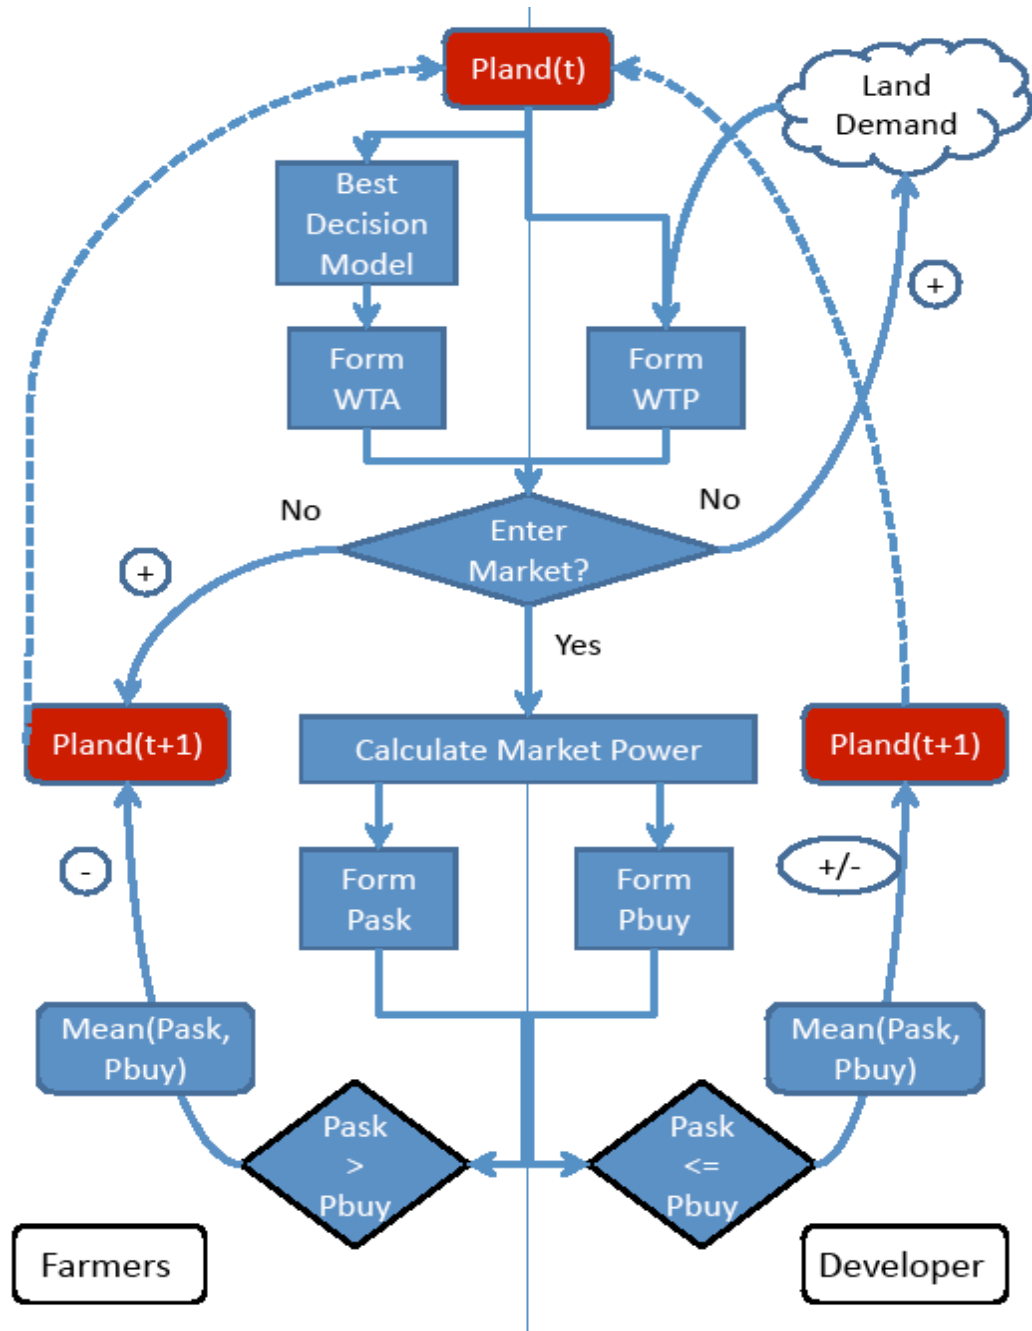 Pland(t)
Land
Demand
Best
Decision
Model
+
Form
WTA
Form
WTP
No
No
Enter
Market?
+
Yes
Pland(t+1)
Calculate Market Power
Pland(t+1)
-
+/-
Form
Pask
Form
Pbuy
Mean(Pask,
Pbuy)
Mean(Pask,
Pbuy)
Pask
>
Pbuy
Pask
<=
Pbuy
Farmers
Developer